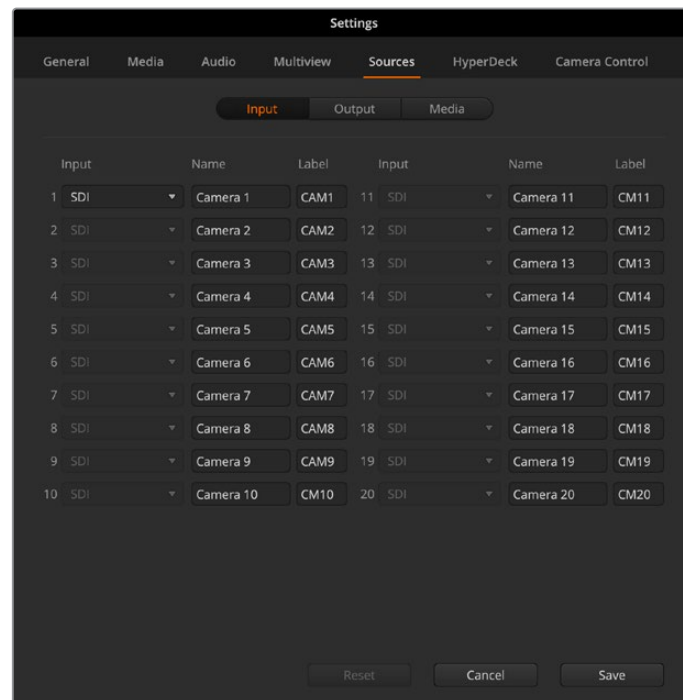 Settings
General Media Audio Multiview Sources HyperDeck Camera Control
Input Output Media
Input Name Label Input Name Label
1 SDI Camera 1 CAM1 11 SDI Camera 11 CM11
2 SDI Camera 2 CAM2 12 SDI Camera 12 CM12
3 SDI Camera 3 CAM3 13 SDI Camera 13 CM13
4 SDI Camera 4 CAM4 14 SDI Camera 14 CM14
5 SDI Camera 5 CAM5 15 SDI Camera 15 CM15
6 SDI Camera 6 CAM6 16 SDI Camera 16 CM16
7 SDI Camera 7 CAM7 17 SDI Camera 17 CM17
8 SDI Camera 8 CAM8 18 SDI Camera 18 CM18
9 SDI Camera 9 CAM9 19 SDI Camera 19 CM19
10 SDI Camera 10 CM10 20 SDI Camera 20 CM20
Reset Cancel Save